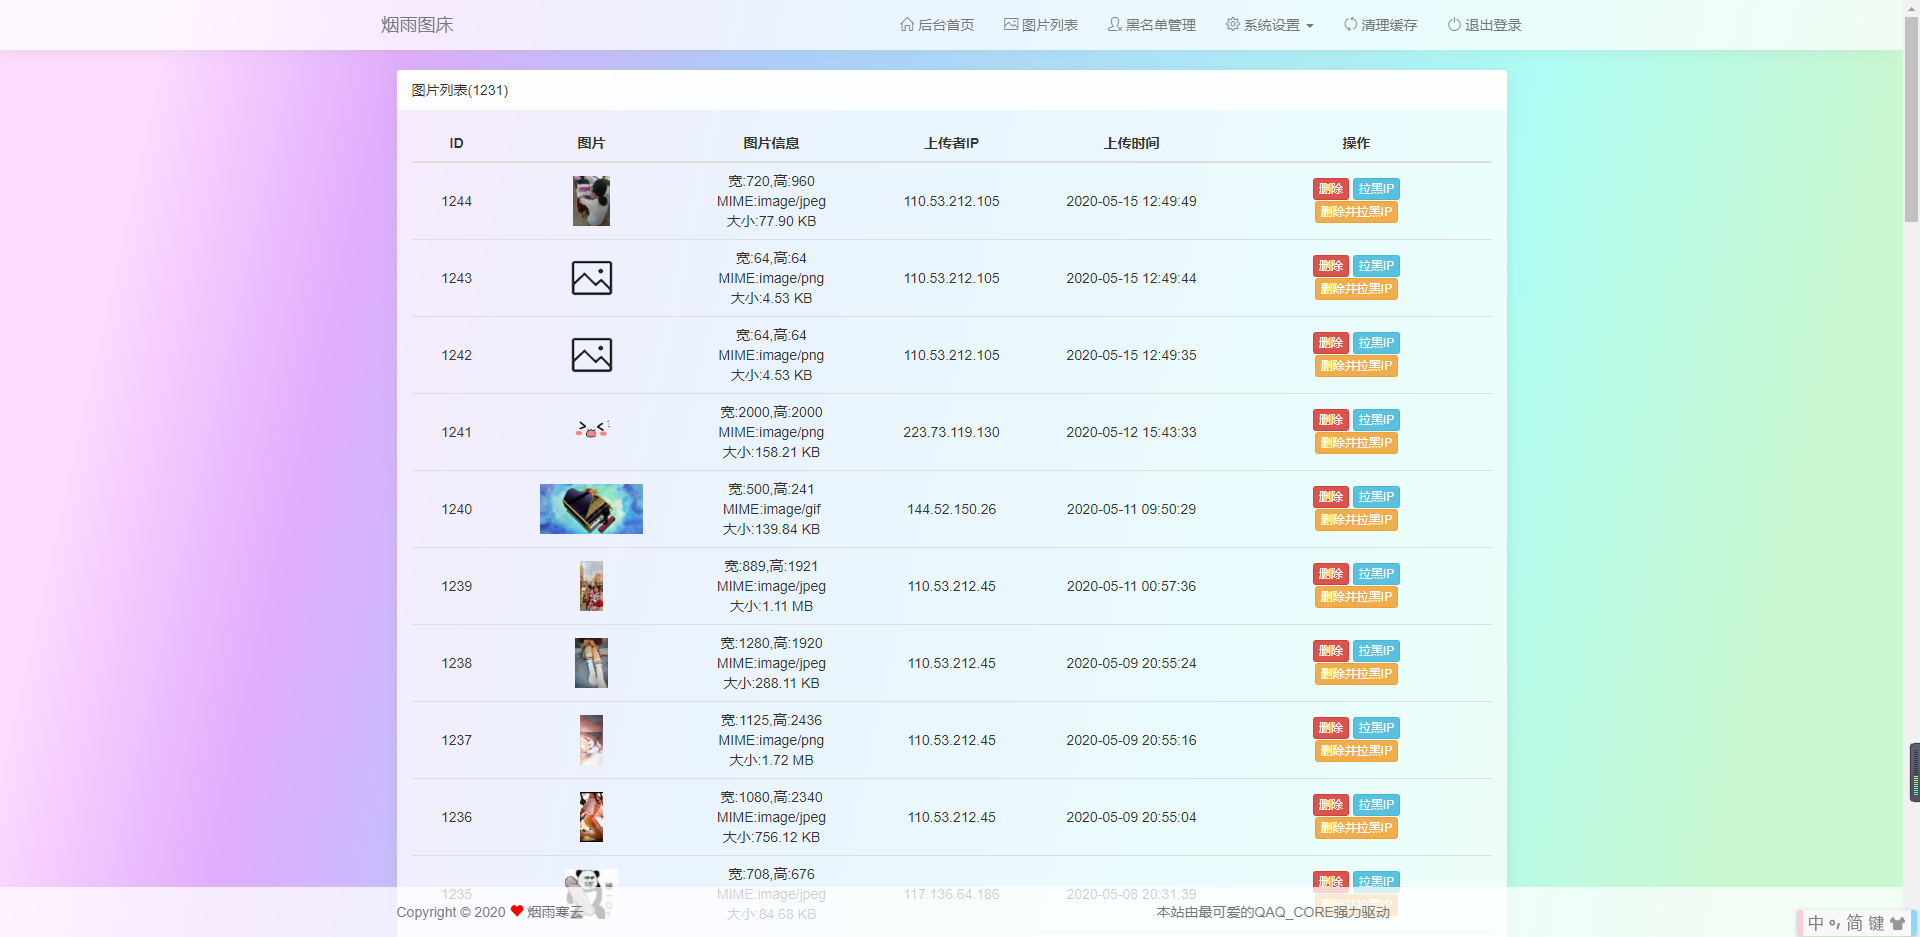 烟雨图床
后台首页 图片列表 黑名单管理 系统设置 清理缓存 退出登录
图片列表(1231)
ID 图片 图片信息 上传者IP 上传时间 操作
宽:720,高:960
1244 MIME:image/jpeg 110.53.212.105 2020-05-15 12:49:49 删除 拉黑IP
大小:77.90 KB 删除并拉黑IP
宽:64,高:64
1243 MIME:image/png 110.53.212.105 2020-05-15 12:49:44 删除 拉黑IP
大小:4.53 KB 删除并拉黑IP
宽:64,高:64
1242 MIME:image/png 110.53.212.105 2020-05-15 12:49:35 删除 拉黑IP
大小:4.53 KB 删除并拉黑IP
宽:2000,高:2000
1241 MIME:image/png 223.73.119.130 2020-05-12 15:43:33 删除 拉黑IP
大小:158.21 KB 删除并拉黑IP
宽:500,高:241
1240 MIME:image/gif 144.52.150.26 2020-05-11 09:50:29 删除 拉黑IP
大小:139.84 KB 删除并拉黑IP
宽:889,高:1921
1239 MIME:image/jpeg 110.53.212.45 2020-05-11 00:57:36 删除 拉黑IP
大小:1.11 MB 删除并拉黑IP
宽:1280,高:1920
1238 MIME:image/jpeg 110.53.212.45 2020-05-09 20:55:24 删除 拉黑IP
大小:288.11 KB 删除并拉黑IP
宽:1125,高:2436
1237 MIME:image/png 110.53.212.45 2020-05-09 20:55:16 删除 拉黑IP
大小:1.72 MB 删除并拉黑IP
宽:1080,高:2340
1236 MIME:image/jpeg 110.53.212.45 2020-05-09 20:55:04 删除 拉黑IP
大小:756.12 KB 删除并拉黑IP
宽:708,高:676
1235 MIME:image/jpeg 117.136.64.186 2020-05-08 20:31:39 删除 拉黑IP
大小:84.68 KB 删除并拉黑IP
Copyright © 2020 ❤ 烟雨寒云 本站由最可爱的QAQ_CORE强力驱动
中 简 键